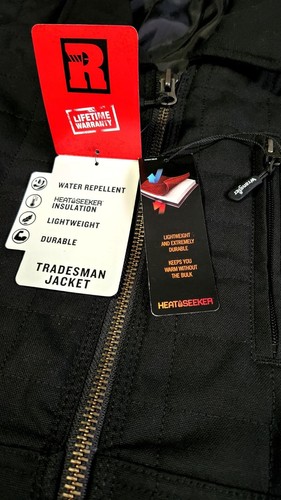 R
LIFETIME
WARRANTY
WATER REPELLENT
HEAT SEEKER
INSULATION
LIGHTWEIGHT
DURABLE
TRADESMAN
JACKET
LIGHTWEIGHT
AND EXTREMELY
DURABLE
KEEPS YOU
WARM WITHOUT
THE BULK
HEAT SEEKER